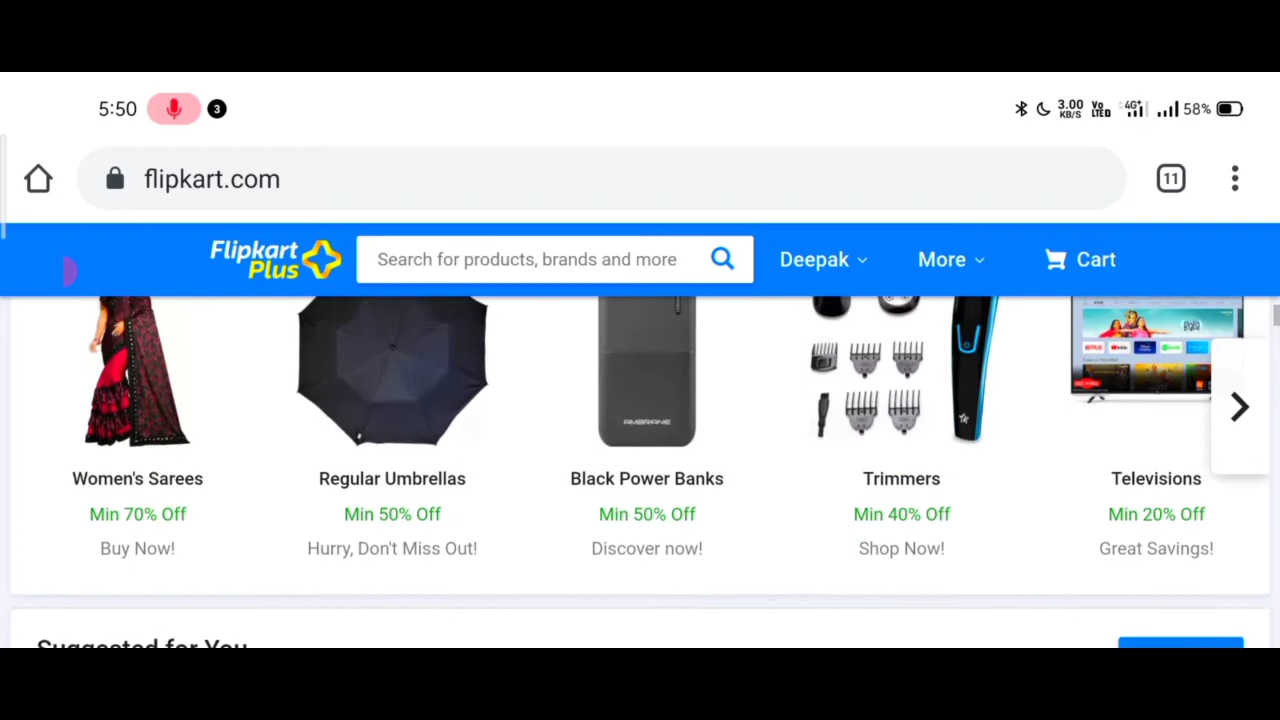 5:50 3 3.00 KB/S Vo LTE 4G+ 58%
flipkart.com 11
Flipkart Plus Search for products, brands and more Deepak More Cart
AMBRANE
Women's Sarees Regular Umbrellas Black Power Banks Trimmers Televisions
Min 70% Off Min 50% Off Min 50% Off Min 40% Off Min 20% Off
Buy Now! Hurry, Don't Miss Out! Discover now! Shop Now! Great Savings!
Suggested for You